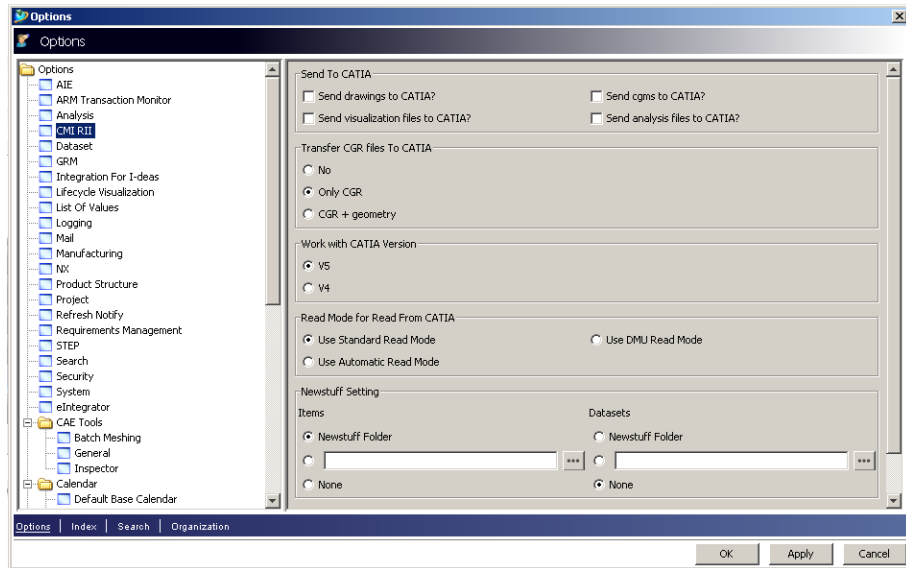 Options
Options
Options
AIE
ARM Transaction Monitor
Analysis
CMI RII
Dataset
GRM
Integration For I-deas
Lifecycle Visualization
List Of Values
Logging
Mail
Manufacturing
NX
Product Structure
Project
Refresh Notify
Requirements Management
STEP
Search
Security
System
eIntegrator
CAE Tools
Batch Meshing
General
Inspector
Calendar
Default Base Calendar
Send To CATIA
Send drawings to CATIA? Send cgms to CATIA?
Send visualization files to CATIA? Send analysis files to CATIA?
Transfer CGR files To CATIA
No
Only CGR
CGR + geometry
Work with CATIA Version
V5
V4
Read Mode for Read From CATIA
Use Standard Read Mode Use DMU Read Mode
Use Automatic Read Mode
Newstuff Setting
Items Datasets
Newstuff Folder Newstuff Folder
... ...
None None
Options | Index | Search | Organization
OK Apply Cancel